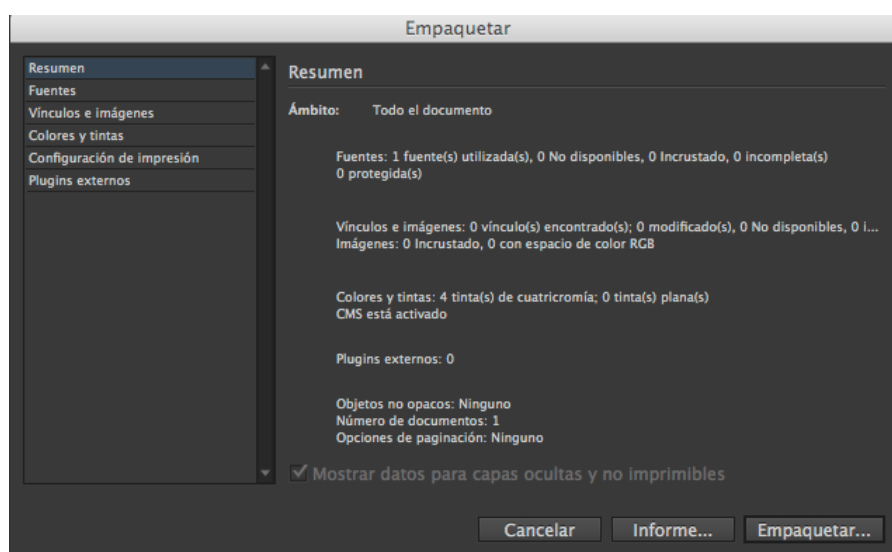 Empaquetar
Resumen
Fuentes
Vínculos e imágenes
Colores y tintas
Configuración de impresión
Plugins externos
Resumen
Ámbito: Todo el documento
Fuentes: 1 fuente(s) utilizada(s), 0 No disponibles, 0 Incrustado, 0 incompleta(s)
0 protegida(s)
Vínculos e imágenes: 0 vínculo(s) encontrado(s); 0 modificado(s), 0 No disponibles, 0 i...
Imágenes: 0 Incrustado, 0 con espacio de color RGB
Colores y tintas: 4 tinta(s) de cuatricromía; 0 tinta(s) plana(s)
CMS está activado
Plugins externos: 0
Objetos no opacos: Ninguno
Número de documentos: 1
Opciones de paginación: Ninguno
Mostrar datos para capas ocultas y no imprimibles
Cancelar Informe... Empaquetar...